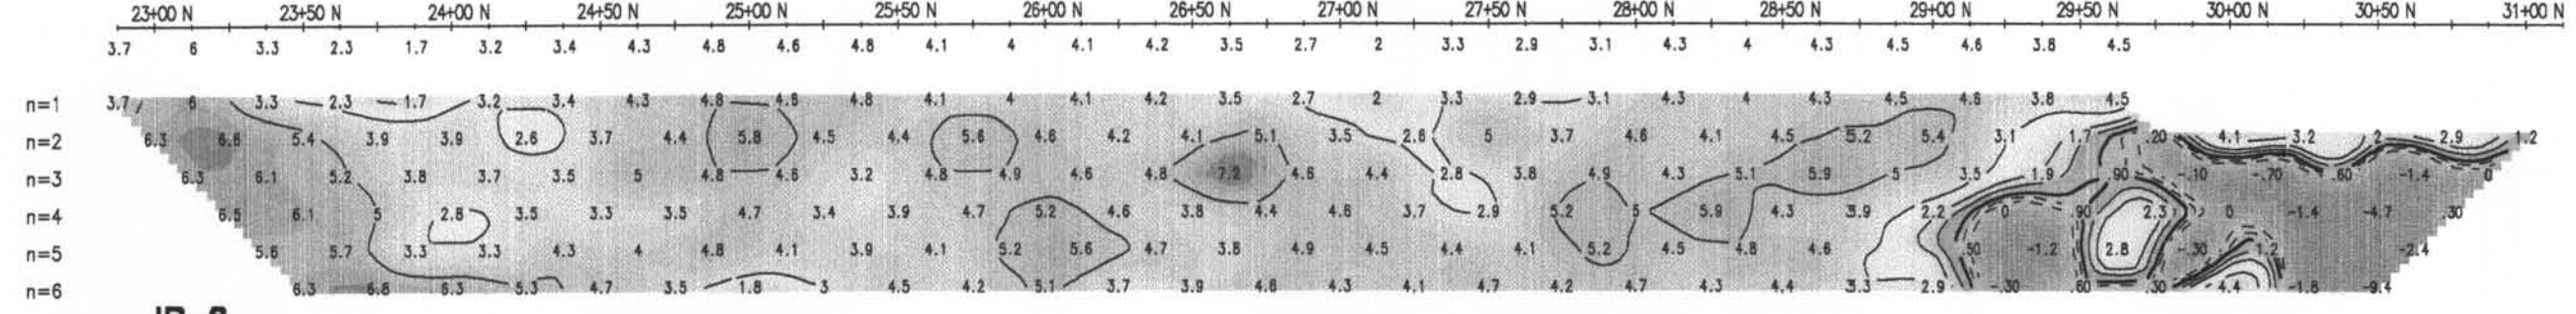 23+00 N 23+50 N 24+00 N 24+50 N 25+00 N 25+50 N 26+00 N 26+50 N 27+00 N 27+50 N 28+00 N 28+50 N 29+00 N 29+50 N 30+00 N 30+50 N 31+00 N
3.7 6 3.3 2.3 1.7 3.2 3.4 4.3 4.8 4.6 4.8 4.1 4 4.1 4.2 3.5 2.7 2 3.3 2.9 3.1 4.3 4 4.3 4.5 4.6 3.8 4.5
n=1 3.7 6 3.3 2.3 1.7 3.2 3.4 4.3 4.8 4.6 4.8 4.1 4 4.1 4.2 3.5 2.7 2 3.3 2.9 3.1 4.3 4 4.3 4.5 4.6 3.8 4.5
n=2 6.3 6.6 5.4 3.9 3.9 2.6 3.7 4.4 5.8 4.5 4.4 5.6 4.6 4.2 4.1 5.1 3.5 2.6 5 3.7 4.6 4.1 4.5 5.2 5.4 3.1 1.7 .20 4.1 3.2 2 2.9 1.2
n=3 6.3 6.1 5.2 3.8 3.7 3.5 5 4.8 4.6 3.2 4.8 4.9 4.6 4.8 7.2 4.6 4.4 2.8 3.8 4.9 4.3 5.1 5.9 5 3.5 1.9 .90 -.10 -.70 .60 -1.4 0
n=4 6.5 6.1 5 2.8 3.5 3.3 3.5 4.7 3.4 3.9 4.7 5.2 4.6 3.8 4.4 4.6 3.7 2.9 5.2 5 5.9 4.3 3.9 2.2 0 .90 2.3 0 -1.4 -4.7 .30
n=5 5.6 5.7 3.3 3.3 4.3 4 4.8 4.1 3.9 4.1 5.2 5.6 4.7 3.8 4.9 4.5 4.4 4.1 5.2 4.5 4.8 4.6 .50 -1.2 2.8 -.30 1.2 -2.4
n=6 6.3 6.6 6.3 5.3 4.7 3.5 1.8 3 4.5 4.2 5.1 3.7 3.9 4.6 4.3 4.1 4.7 4.2 4.7 4.3 4.4 3.3 2.9 -.30 .60 .30 4.4 -1.8 -9.4